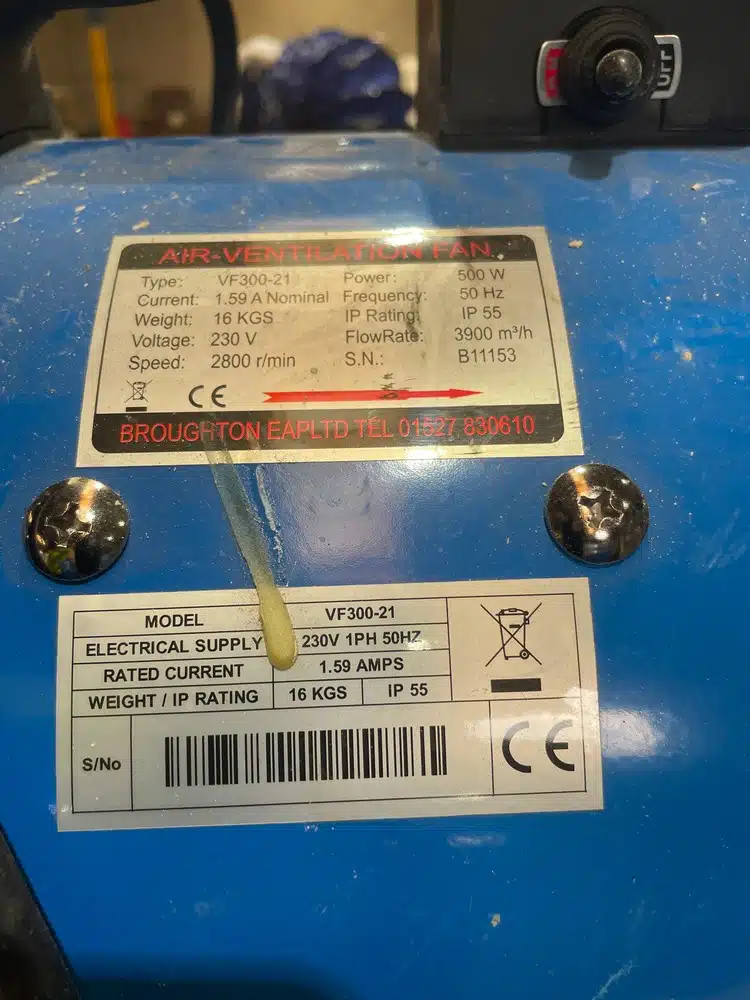 OFF
AIR-VENTILATION FAN
Type: VF300-21 Power: 500 W
Current: 1.59 A Nominal Frequency: 50 Hz
Weight: 16 KGS IP Rating: IP 55
Voltage: 230 V FlowRate: 3900 m³/h
Speed: 2800 r/min S.N.: B11153
CE
BROUGHTON EAPLTD TEL 01527 830610
MODEL VF300-21
ELECTRICAL SUPPLY 230V 1PH 50HZ
RATED CURRENT 1.59 AMPS
WEIGHT / IP RATING 16 KGS IP 55
S/No
CE